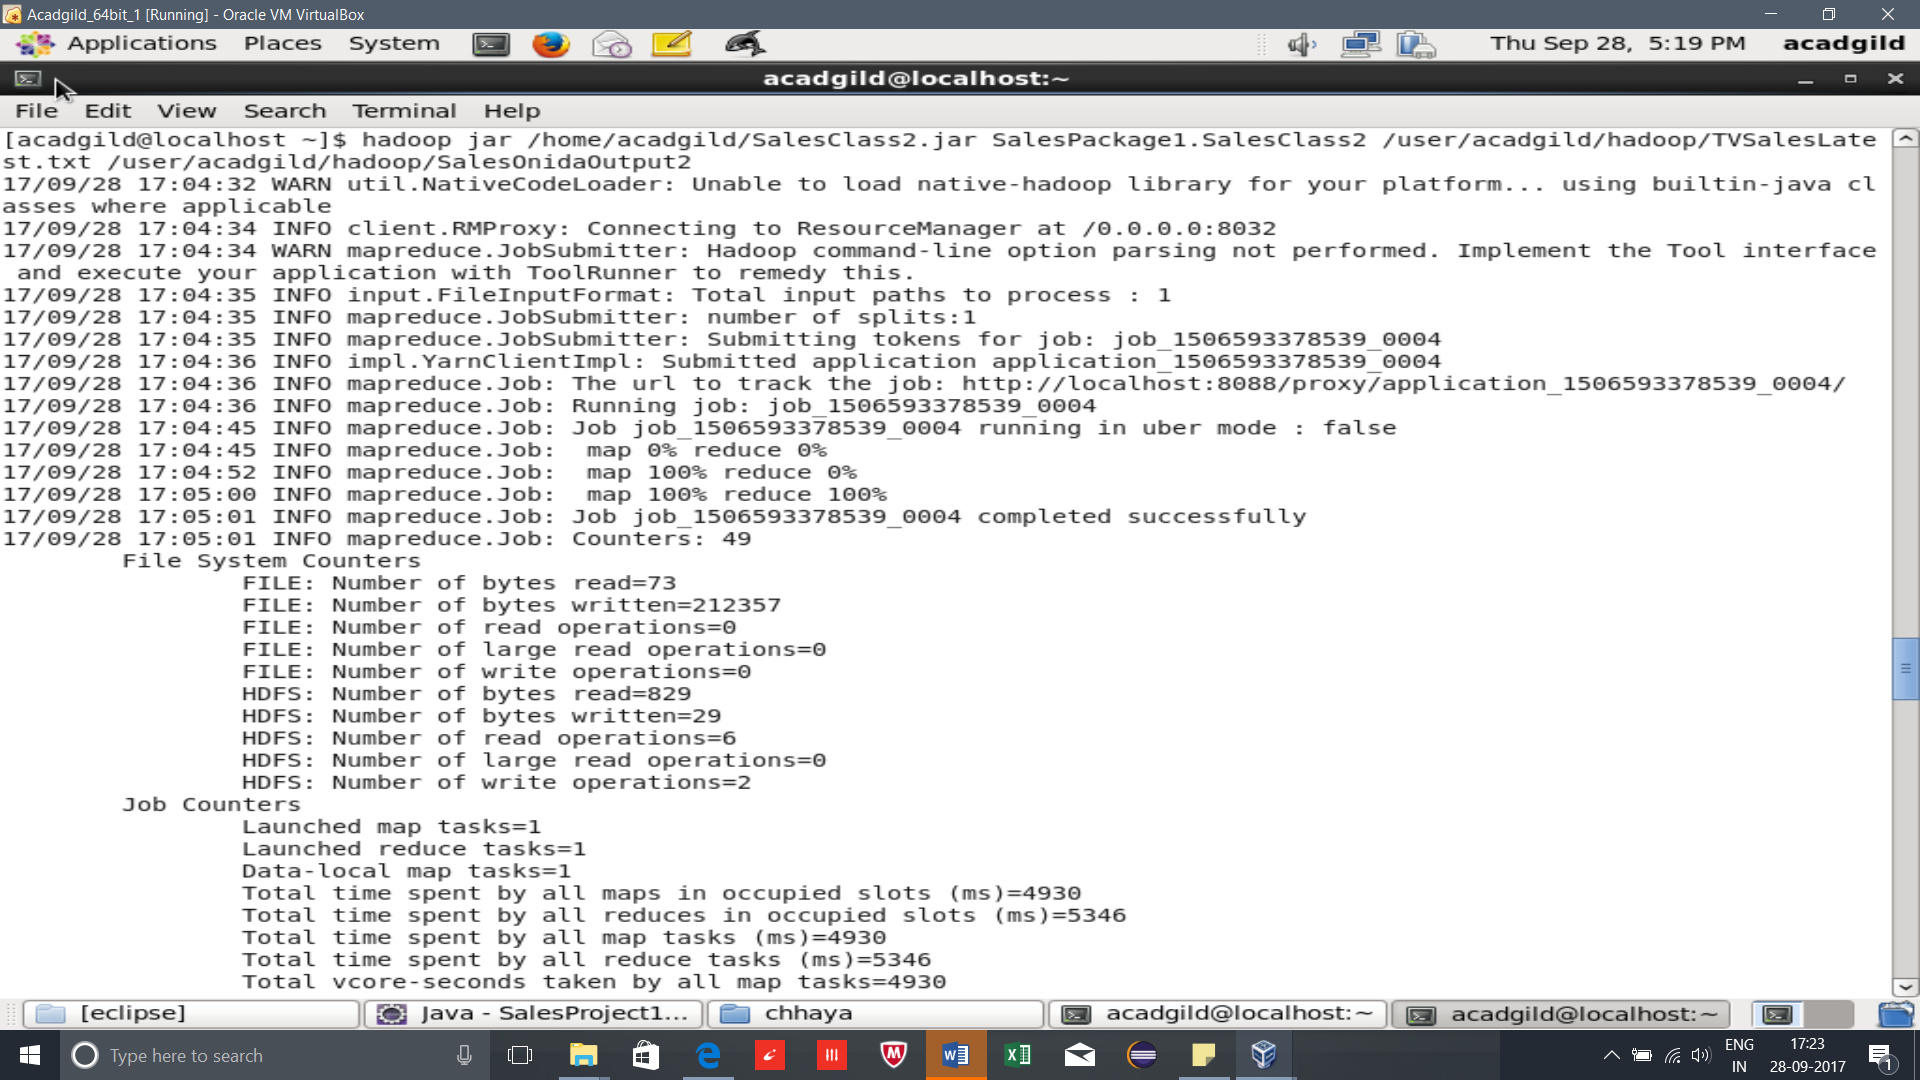 Acadgild_64bit_1 [Running] - Oracle VM VirtualBox
Applications Places System Thu Sep 28, 5:19 PM acadgild
acadgild@localhost:~
File Edit View Search Terminal Help
[acadgild@localhost ~]$ hadoop jar /home/acadgild/SalesClass2.jar SalesPackage1.SalesClass2 /user/acadgild/hadoop/TVSalesLate
st.txt /user/acadgild/hadoop/SalesOnidaOutput2
17/09/28 17:04:32 WARN util.NativeCodeLoader: Unable to load native-hadoop library for your platform... using builtin-java cl
asses where applicable
17/09/28 17:04:34 INFO client.RMProxy: Connecting to ResourceManager at /0.0.0.0:8032
17/09/28 17:04:34 WARN mapreduce.JobSubmitter: Hadoop command-line option parsing not performed. Implement the Tool interface
 and execute your application with ToolRunner to remedy this.
17/09/28 17:04:35 INFO input.FileInputFormat: Total input paths to process : 1
17/09/28 17:04:35 INFO mapreduce.JobSubmitter: number of splits:1
17/09/28 17:04:35 INFO mapreduce.JobSubmitter: Submitting tokens for job: job_1506593378539_0004
17/09/28 17:04:36 INFO impl.YarnClientImpl: Submitted application application_1506593378539_0004
17/09/28 17:04:36 INFO mapreduce.Job: The url to track the job: http://localhost:8088/proxy/application_1506593378539_0004/
17/09/28 17:04:36 INFO mapreduce.Job: Running job: job_1506593378539_0004
17/09/28 17:04:45 INFO mapreduce.Job: Job job_1506593378539_0004 running in uber mode : false
17/09/28 17:04:45 INFO mapreduce.Job:  map 0% reduce 0%
17/09/28 17:04:52 INFO mapreduce.Job:  map 100% reduce 0%
17/09/28 17:05:00 INFO mapreduce.Job:  map 100% reduce 100%
17/09/28 17:05:01 INFO mapreduce.Job: Job job_1506593378539_0004 completed successfully
17/09/28 17:05:01 INFO mapreduce.Job: Counters: 49
File System Counters
FILE: Number of bytes read=73
FILE: Number of bytes written=212357
FILE: Number of read operations=0
FILE: Number of large read operations=0
FILE: Number of write operations=0
HDFS: Number of bytes read=829
HDFS: Number of bytes written=29
HDFS: Number of read operations=6
HDFS: Number of large read operations=0
HDFS: Number of write operations=2
Job Counters
Launched map tasks=1
Launched reduce tasks=1
Data-local map tasks=1
Total time spent by all maps in occupied slots (ms)=4930
Total time spent by all reduces in occupied slots (ms)=5346
Total time spent by all map tasks (ms)=4930
Total time spent by all reduce tasks (ms)=5346
Total vcore-seconds taken by all map tasks=4930
[eclipse] Java - SalesProject1... chhaya acadgild@localhost:~ acadgild@localhost:~
Type here to search ENG 17:23
IN 28-09-2017 1